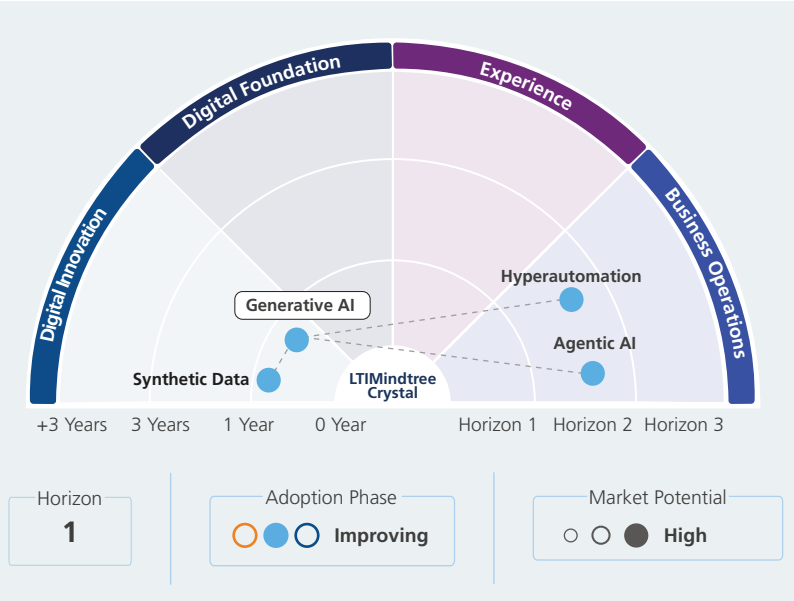 Digital Innovation
Digital Foundation
Experience
Business Operations
Hyperautomation
Generative AI
Agentic AI
Synthetic Data
LTIMindtree
Crystal
+3 Years 3 Years 1 Year 0 Year Horizon 1 Horizon 2 Horizon 3
Horizon
1
Adoption Phase
Improving
Market Potential
High